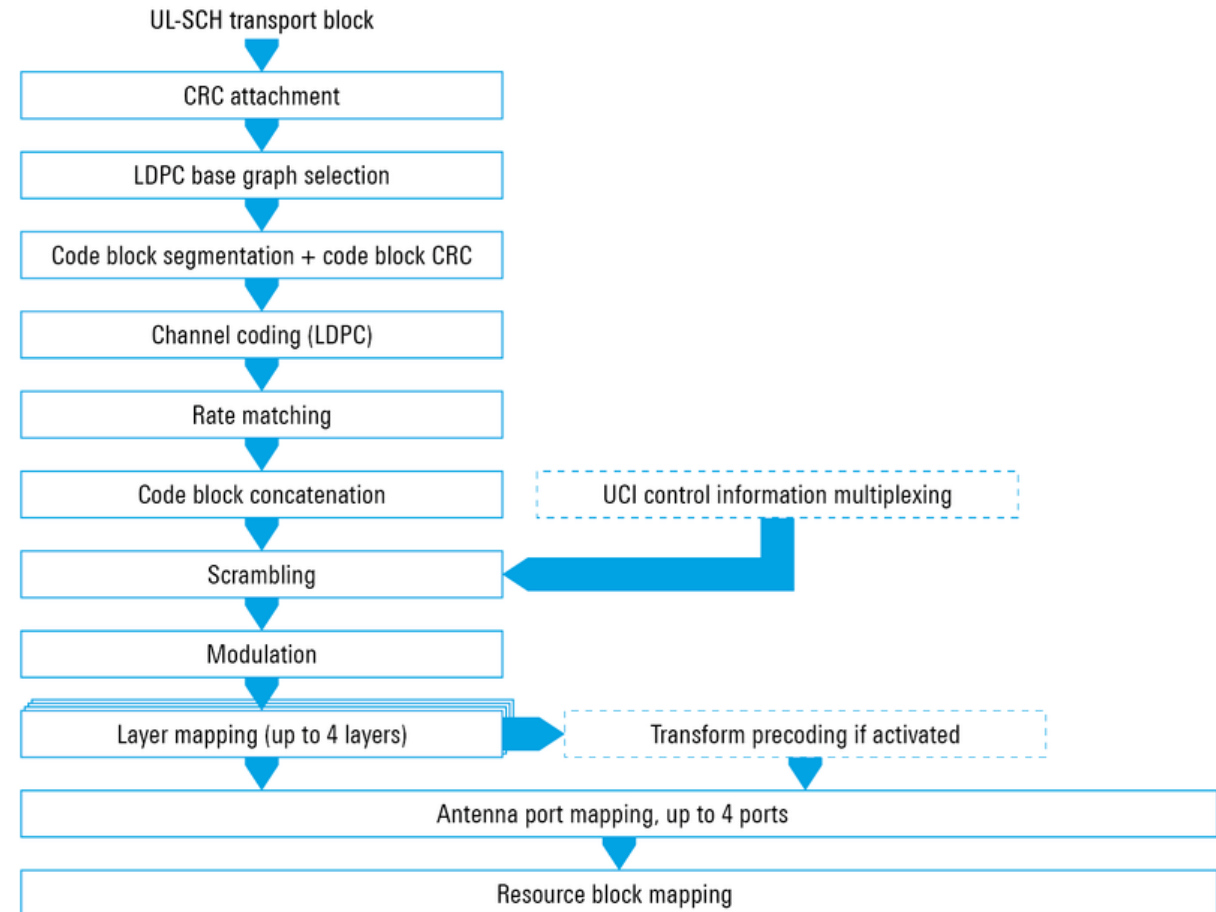 UL-SCH transport block
CRC attachment
LDPC base graph selection
Code block segmentation + code block CRC
Channel coding (LDPC)
Rate matching
Code block concatenation
UCI control information multiplexing
Scrambling
Modulation
Layer mapping (up to 4 layers)
Transform precoding if activated
Antenna port mapping, up to 4 ports
Resource block mapping